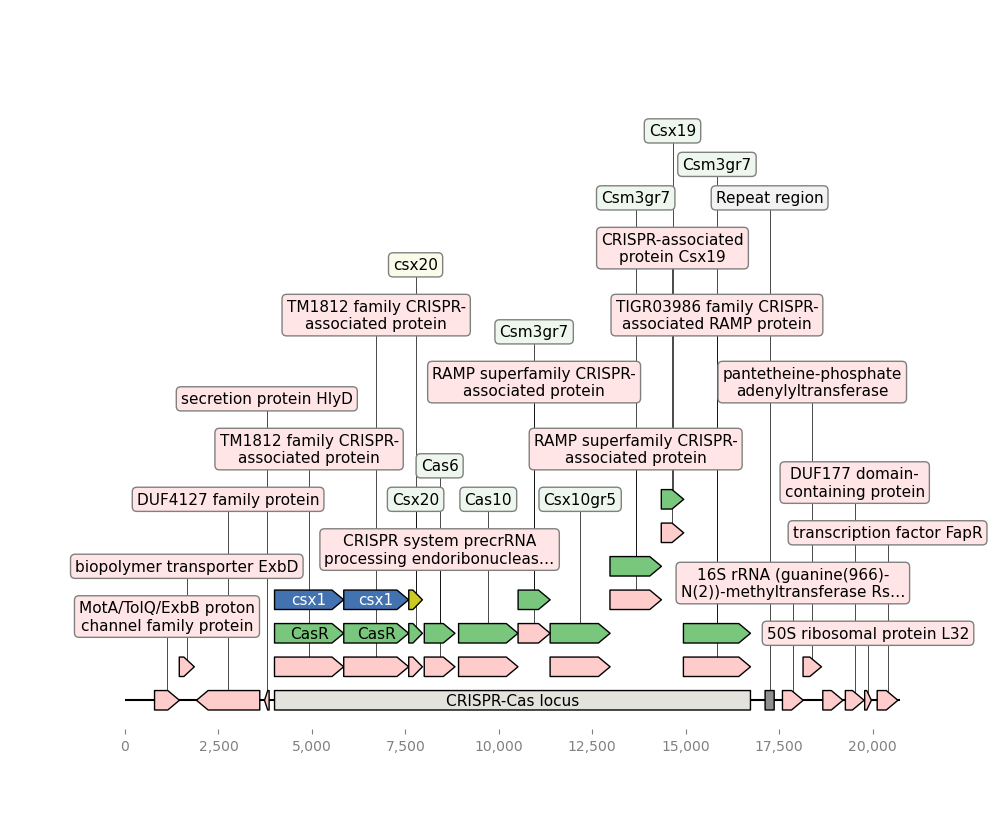 Csx19
Csm3gr7
Csm3gr7
Repeat region
CRISPR-associated
protein Csx19
csx20
TM1812 family CRISPR-
associated protein
TIGR03986 family CRISPR-
associated RAMP protein
Csm3gr7
RAMP superfamily CRISPR-
associated protein
pantetheine-phosphate
adenylyltransferase
secretion protein HlyD
TM1812 family CRISPR-
associated protein
RAMP superfamily CRISPR-
associated protein
Cas6
DUF177 domain-
containing protein
DUF4127 family protein
Csx20
Cas10
Csx10gr5
transcription factor FapR
CRISPR system precrRNA
processing endoribonucleas...
biopolymer transporter ExbD
16S rRNA (guanine(966)-
N(2))-methyltransferase Rs...
MotA/TolQ/ExbB proton
channel family protein
csx1
csx1
CasR
CasR
50S ribosomal protein L32
CRISPR-Cas locus
0
2,500
5,000
7,500
10,000
12,500
15,000
17,500
20,000